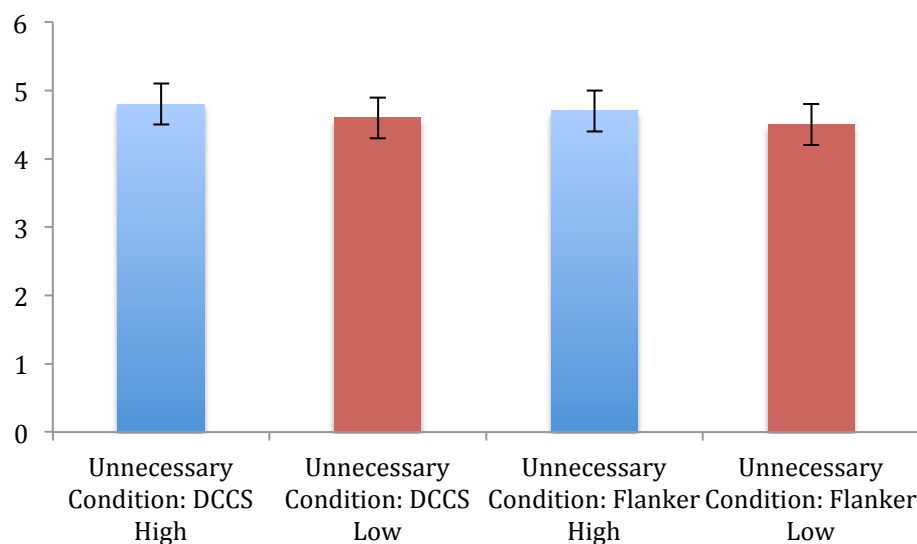 6
5
4
3
2
1
0
Unnecessary Condition: DCCS High
Unnecessary Condition: DCCS Low
Unnecessary Condition: Flanker High
Unnecessary Condition: Flanker Low